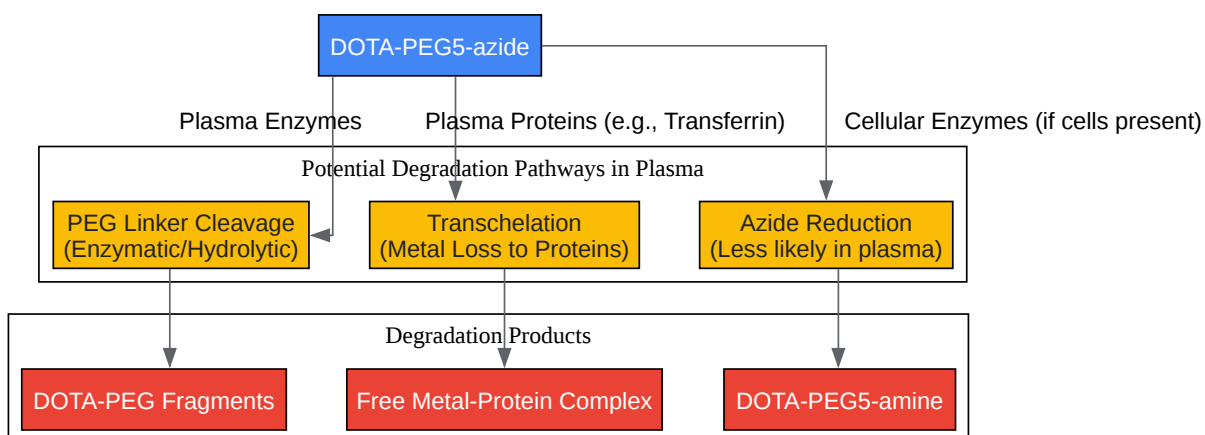 DOTA-PEG5-azide
Plasma Enzymes
Plasma Proteins (e.g., Transferrin)
Cellular Enzymes (if cells present)
Potential Degradation Pathways in Plasma
PEG Linker Cleavage
(Enzymatic/Hydrolytic)
Transchelation
(Metal Loss to Proteins)
Azide Reduction
(Less likely in plasma)
Degradation Products
DOTA-PEG Fragments
Free Metal-Protein Complex
DOTA-PEG5-amine